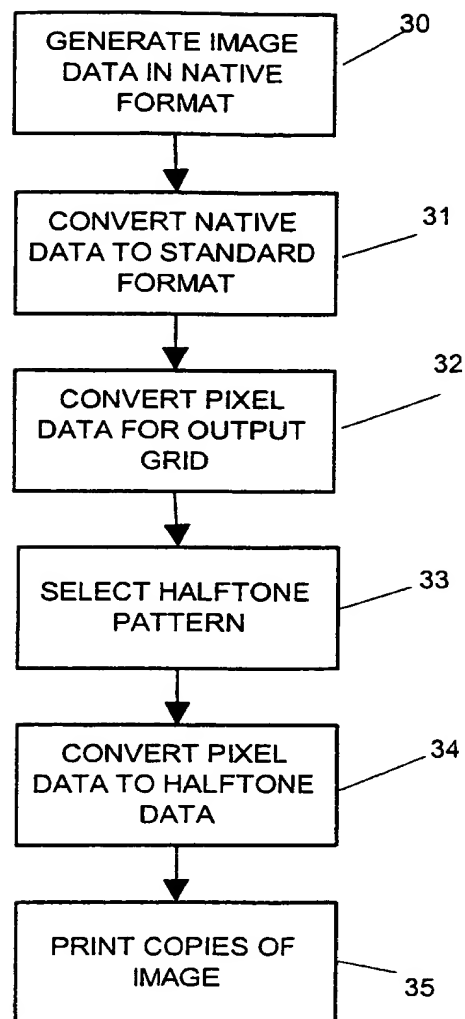 30
GENERATE IMAGE
DATA IN NATIVE
FORMAT
31
CONVERT NATIVE
DATA TO STANDARD
FORMAT
32
CONVERT PIXEL
DATA FOR OUTPUT
GRID
33
SELECT HALFTONE
PATTERN
34
CONVERT PIXEL
DATA TO HALFTONE
DATA
PRINT COPIES OF
IMAGE
35